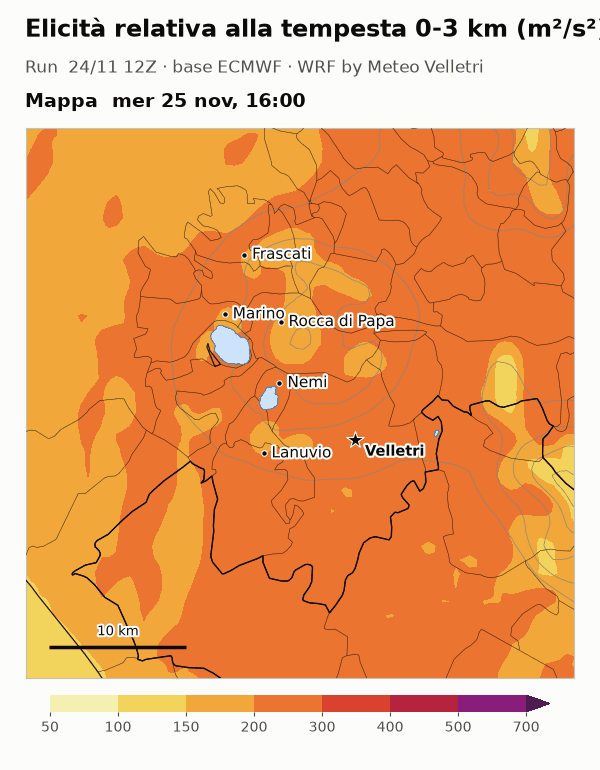 Elicità relativa alla tempesta 0-3 km (m²/s²)
Run  24/11 12Z · base ECMWF · WRF by Meteo Velletri
Mappa  mer 25 nov, 16:00
Frascati
Marino
Rocca di Papa
Nemi
Velletri
Lanuvio
10 km
50 100 150 200 300 400 500 700